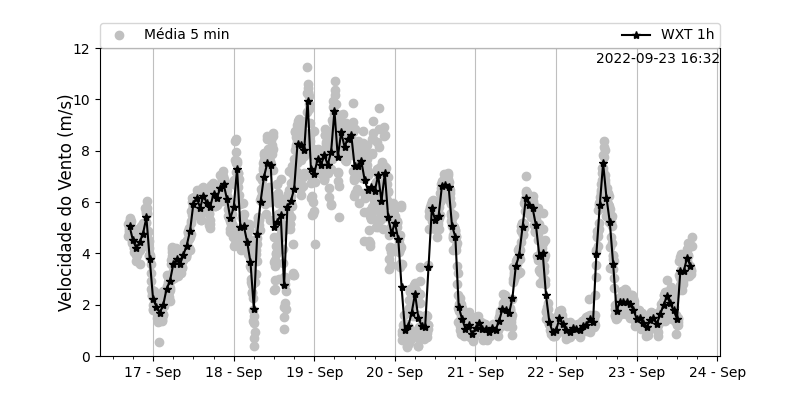 Média 5 min
WXT 1h
2022-09-23 16:32
Velocidade do Vento (m/s)
12
10
8
6
4
2
0
17 - Sep
18 - Sep
19 - Sep
20 - Sep
21 - Sep
22 - Sep
23 - Sep
24 - Sep